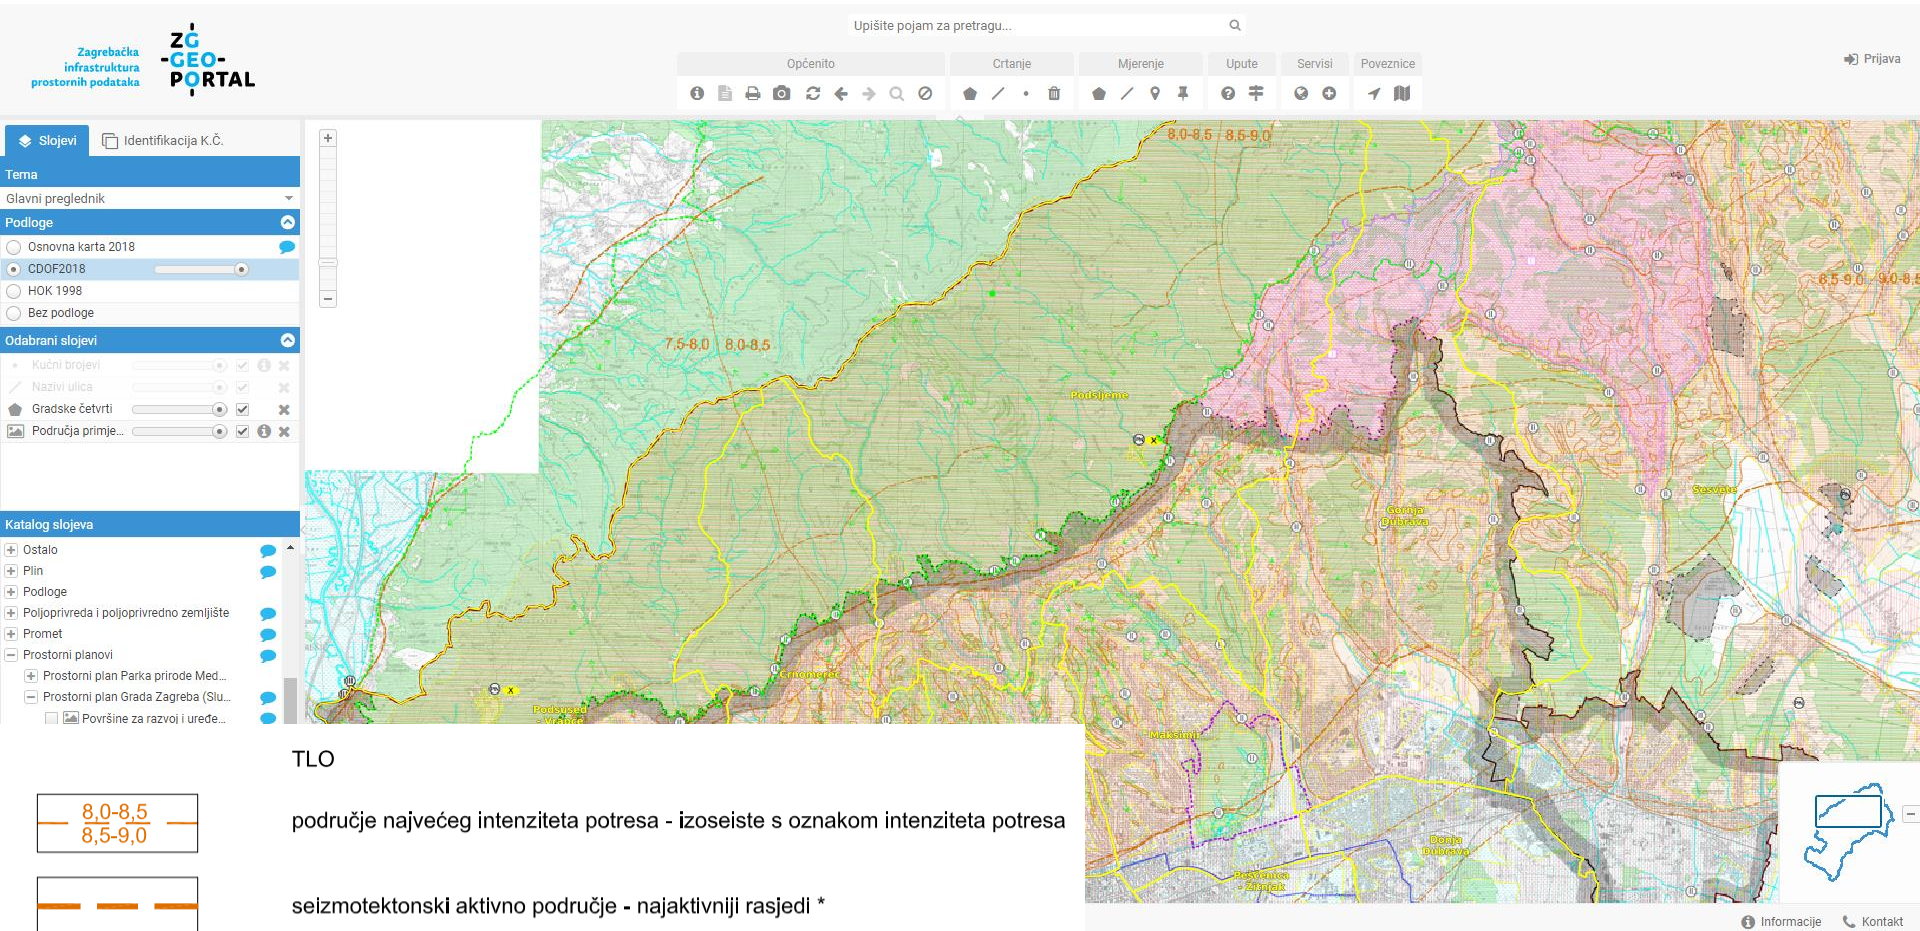 Zagrebačka
infrastruktura
prostornih podataka
ZG
-GEO-
PORTAL
Upišite pojam za pretragu...
Općenito
Crtanje
Mjerenje
Upute
Servisi
Poveznice
Prijava
Slojevi
Identifikacija K.Č.
Tema
Glavni preglednik
Podloge
Osnovna karta 2018
CDOF2018
HOK 1998
Bez podloge
Odabrani slojevi
Kućni brojevi
Nazivi ulica
Gradske četvrti
Područja primje...
Katalog slojeva
Ostalo
Plin
Podloge
Poljoprivreda i poljoprivredno zemljište
Promet
Prostorni planovi
Prostorni plan Parka prirode Med...
Prostorni plan Grada Zagreba (Slu...
Površine za razvoj i uređe...
8,0-8,5 8,5-9,0
7,5-8,0 8,0-8,5
8,5-9,0 9,0-8,5
Podsljeme
Sesvete
Gornja
Dubrava
Črnomerec
Podsused
- Vrapče
Maksimir
Donja
Dubrava
Peščenica
- Žitnjak
TLO
8,0-8,5
8,5-9,0
područje najvećeg intenziteta potresa - izoseiste s oznakom intenziteta potresa
seizmotektonski aktivno područje - najaktivniji rasjedi *
Informacije
Kontakt